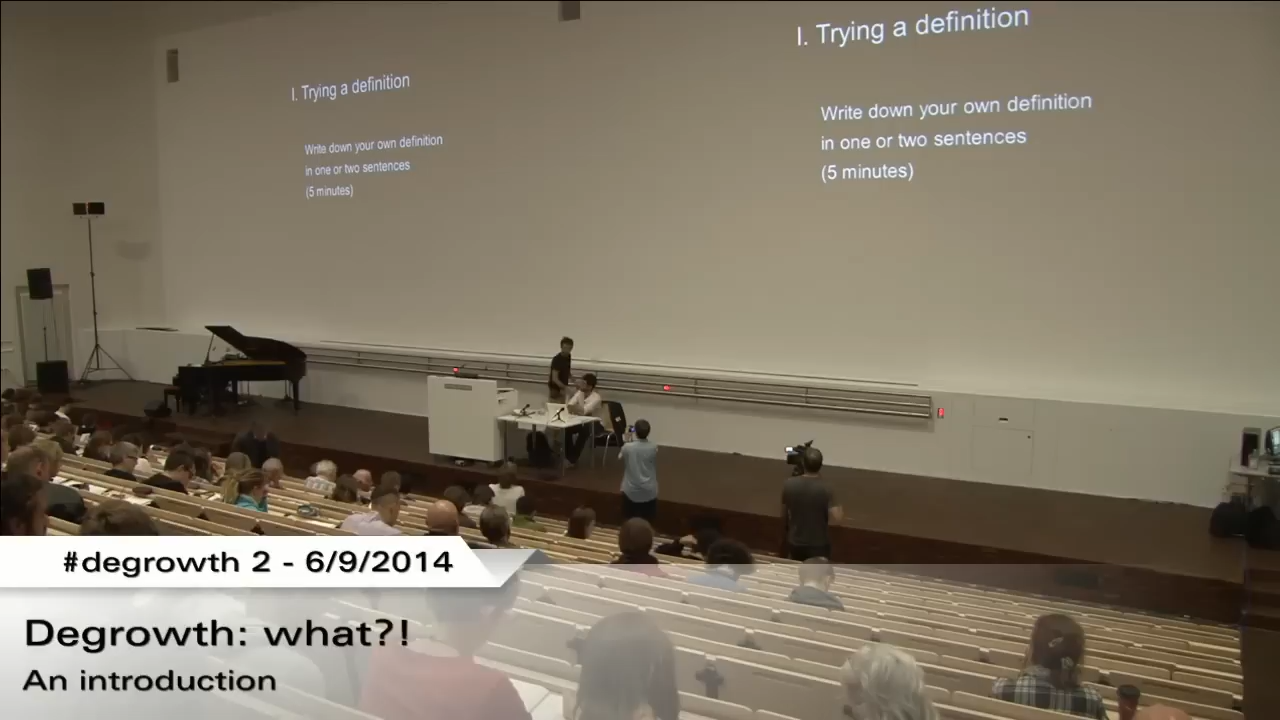 I. Trying a definition
Write down your own definition
in one or two sentences
(5 minutes)
I. Trying a definition
Write down your own definition
in one or two sentences
(5 minutes)
#degrowth 2 - 6/9/2014
Degrowth: what?!
An introduction